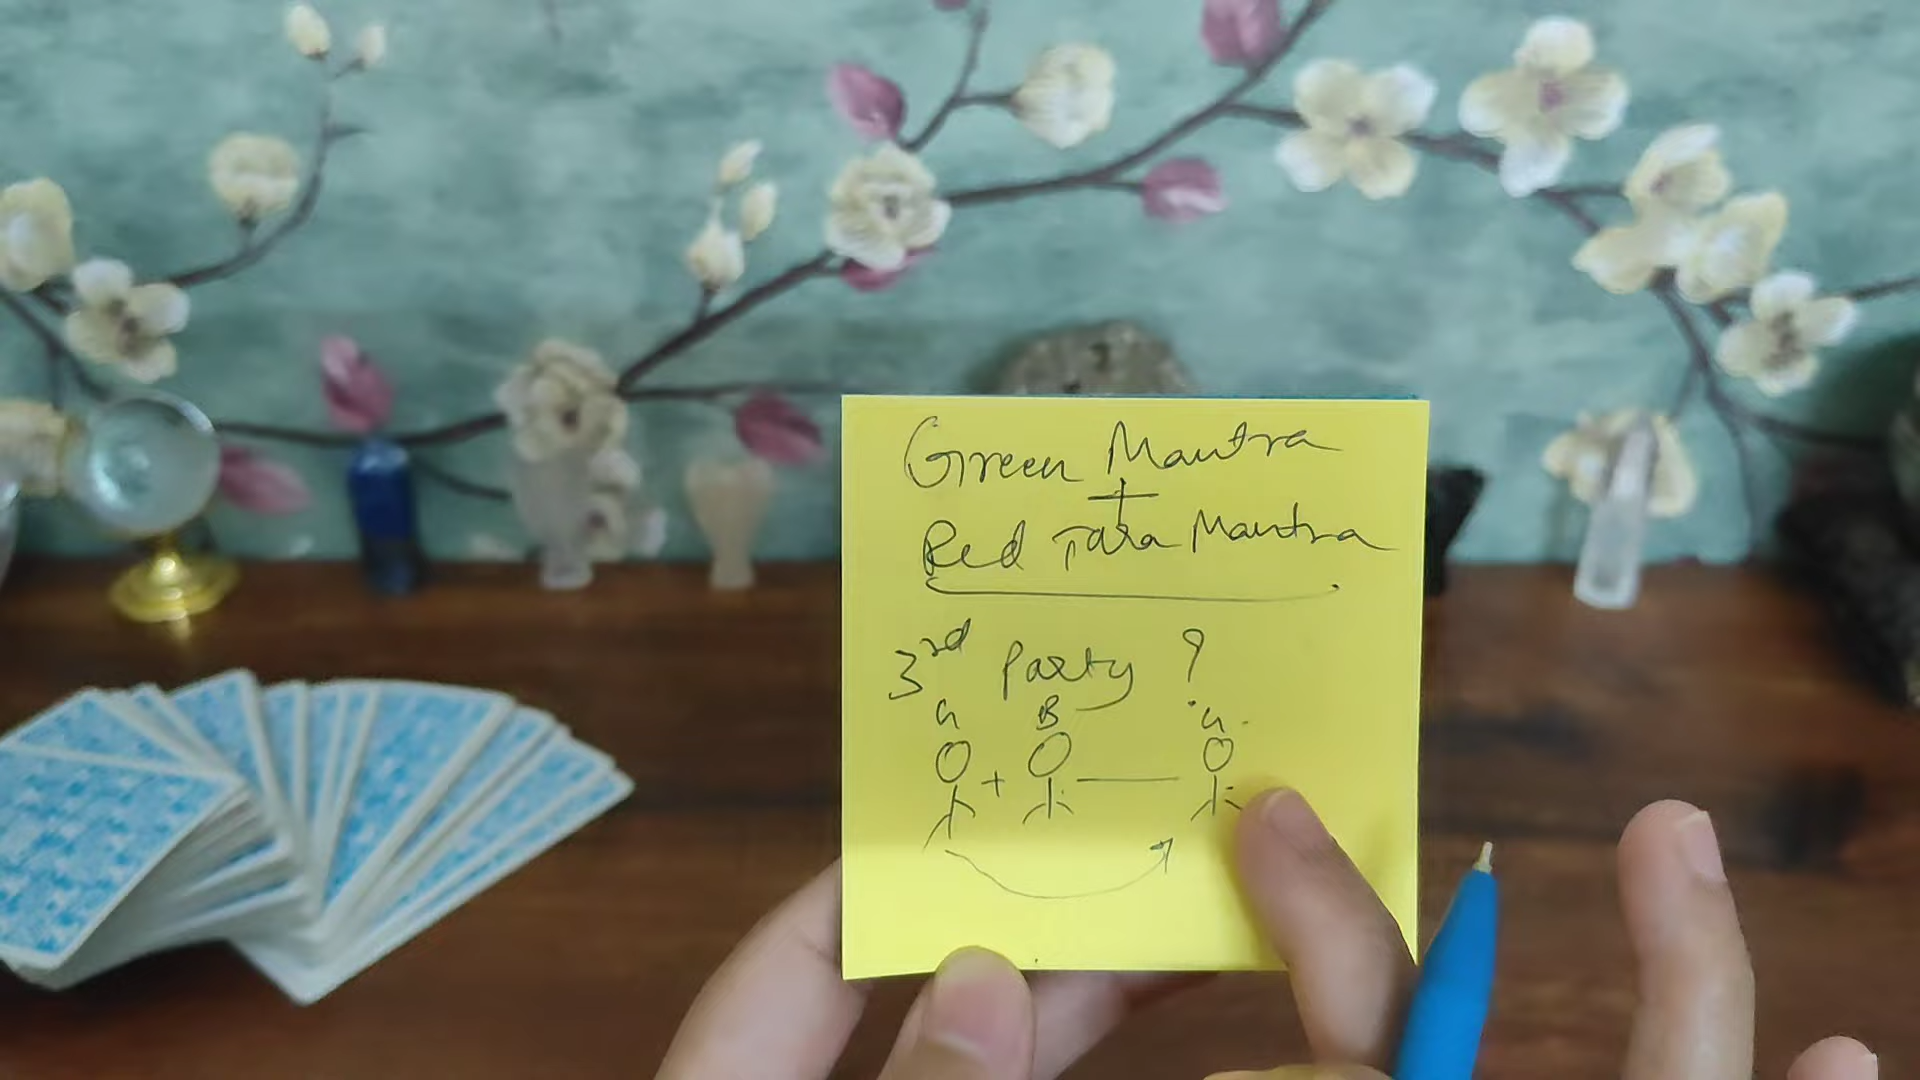 Green Mantra
+
Red Tara Mantra
3rd Party ?
G B G
+